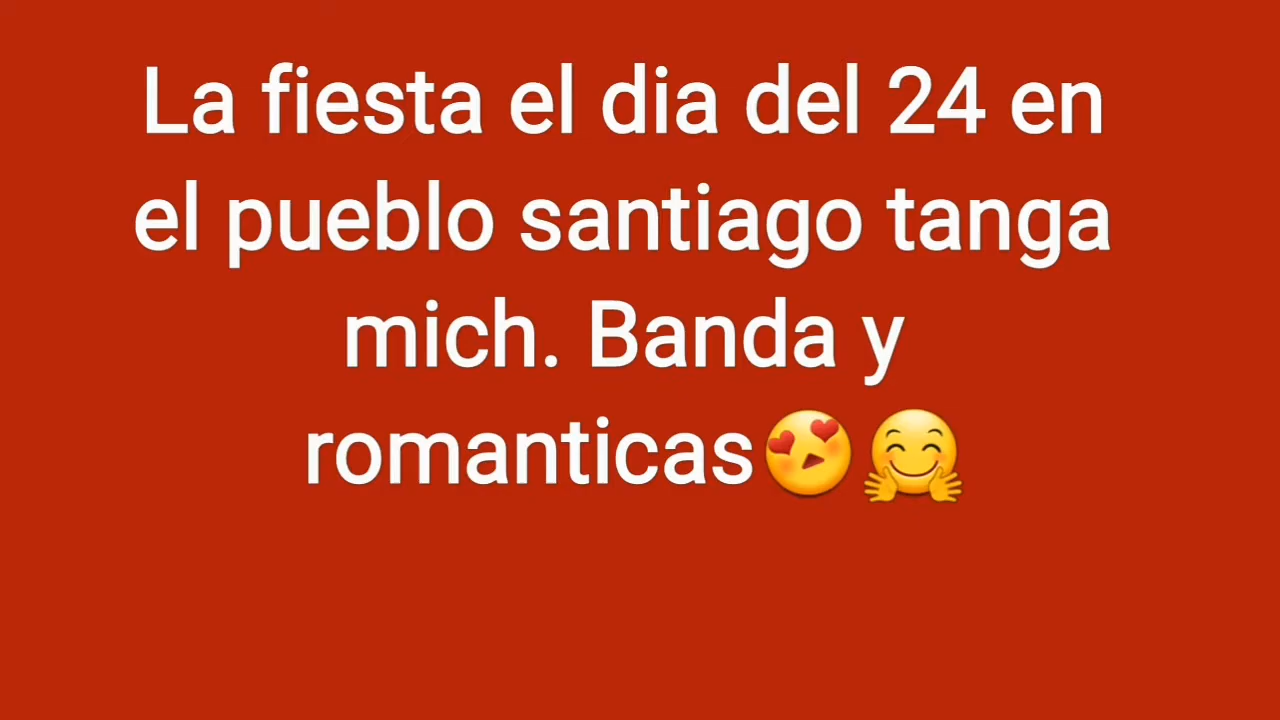 La fiesta el dia del 24 en
el pueblo santiago tanga
mich. Banda y
romanticas😍🤗